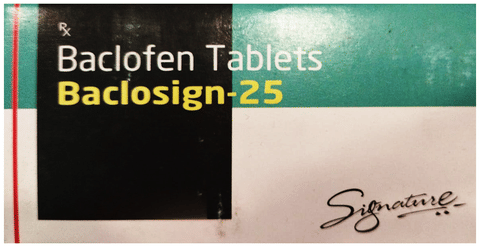 Rx
Baclofen Tablets
Baclosign-25
Signature